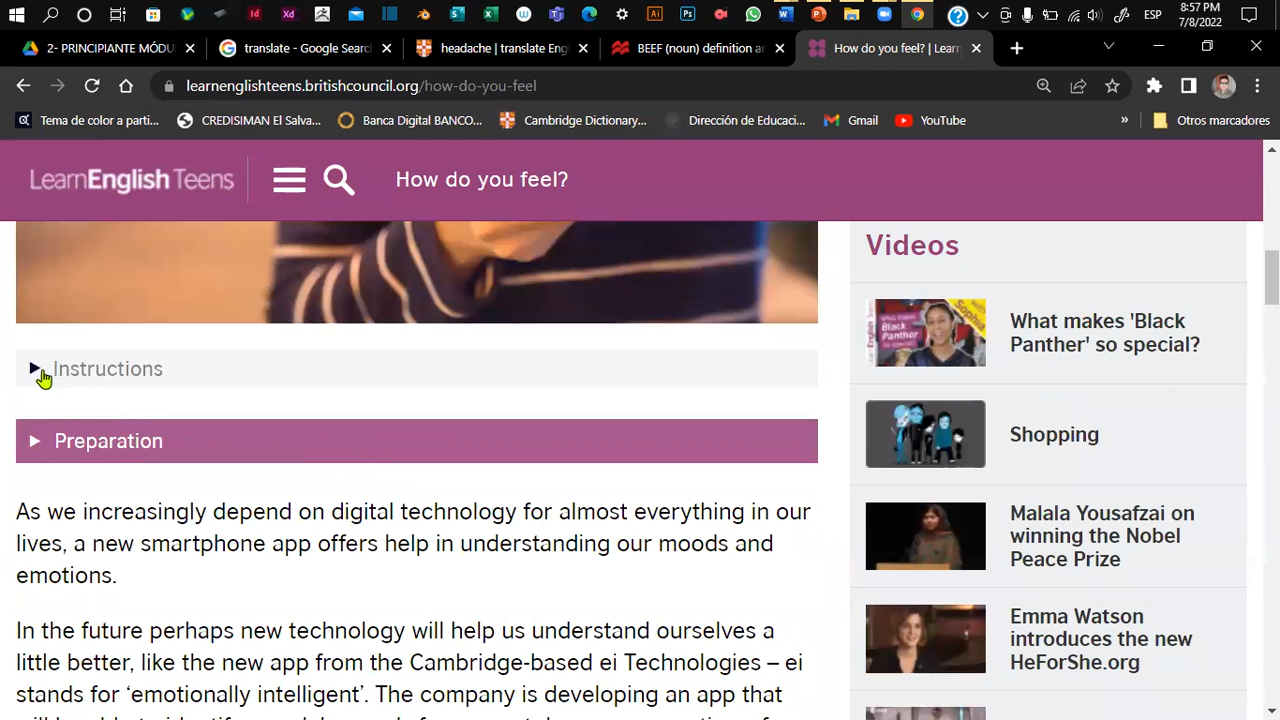 8:57 PM
ESP
7/8/2022
2- PRINCIPIANTE MÓDU
translate - Google Searc
headache | translate Eng
BEEF (noun) definition ar
How do you feel? | Learn
learnenglishteens.britishcouncil.org/how-do-you-feel
Tema de color a parti...
CREDISIMAN El Salva...
Banca Digital BANCO...
Cambridge Dictionary...
Dirección de Educaci...
Gmail
YouTube
»
Otros marcadores
LearnEnglish Teens
How do you feel?
Videos
What makes 'Black
Panther' so special?
Instructions
Shopping
Preparation
As we increasingly depend on digital technology for almost everything in our
lives, a new smartphone app offers help in understanding our moods and
emotions.
Malala Yousafzai on
winning the Nobel
Peace Prize
In the future perhaps new technology will help us understand ourselves a
little better, like the new app from the Cambridge-based ei Technologies – ei
stands for ‘emotionally intelligent’. The company is developing an app that
Emma Watson
introduces the new
HeForShe.org